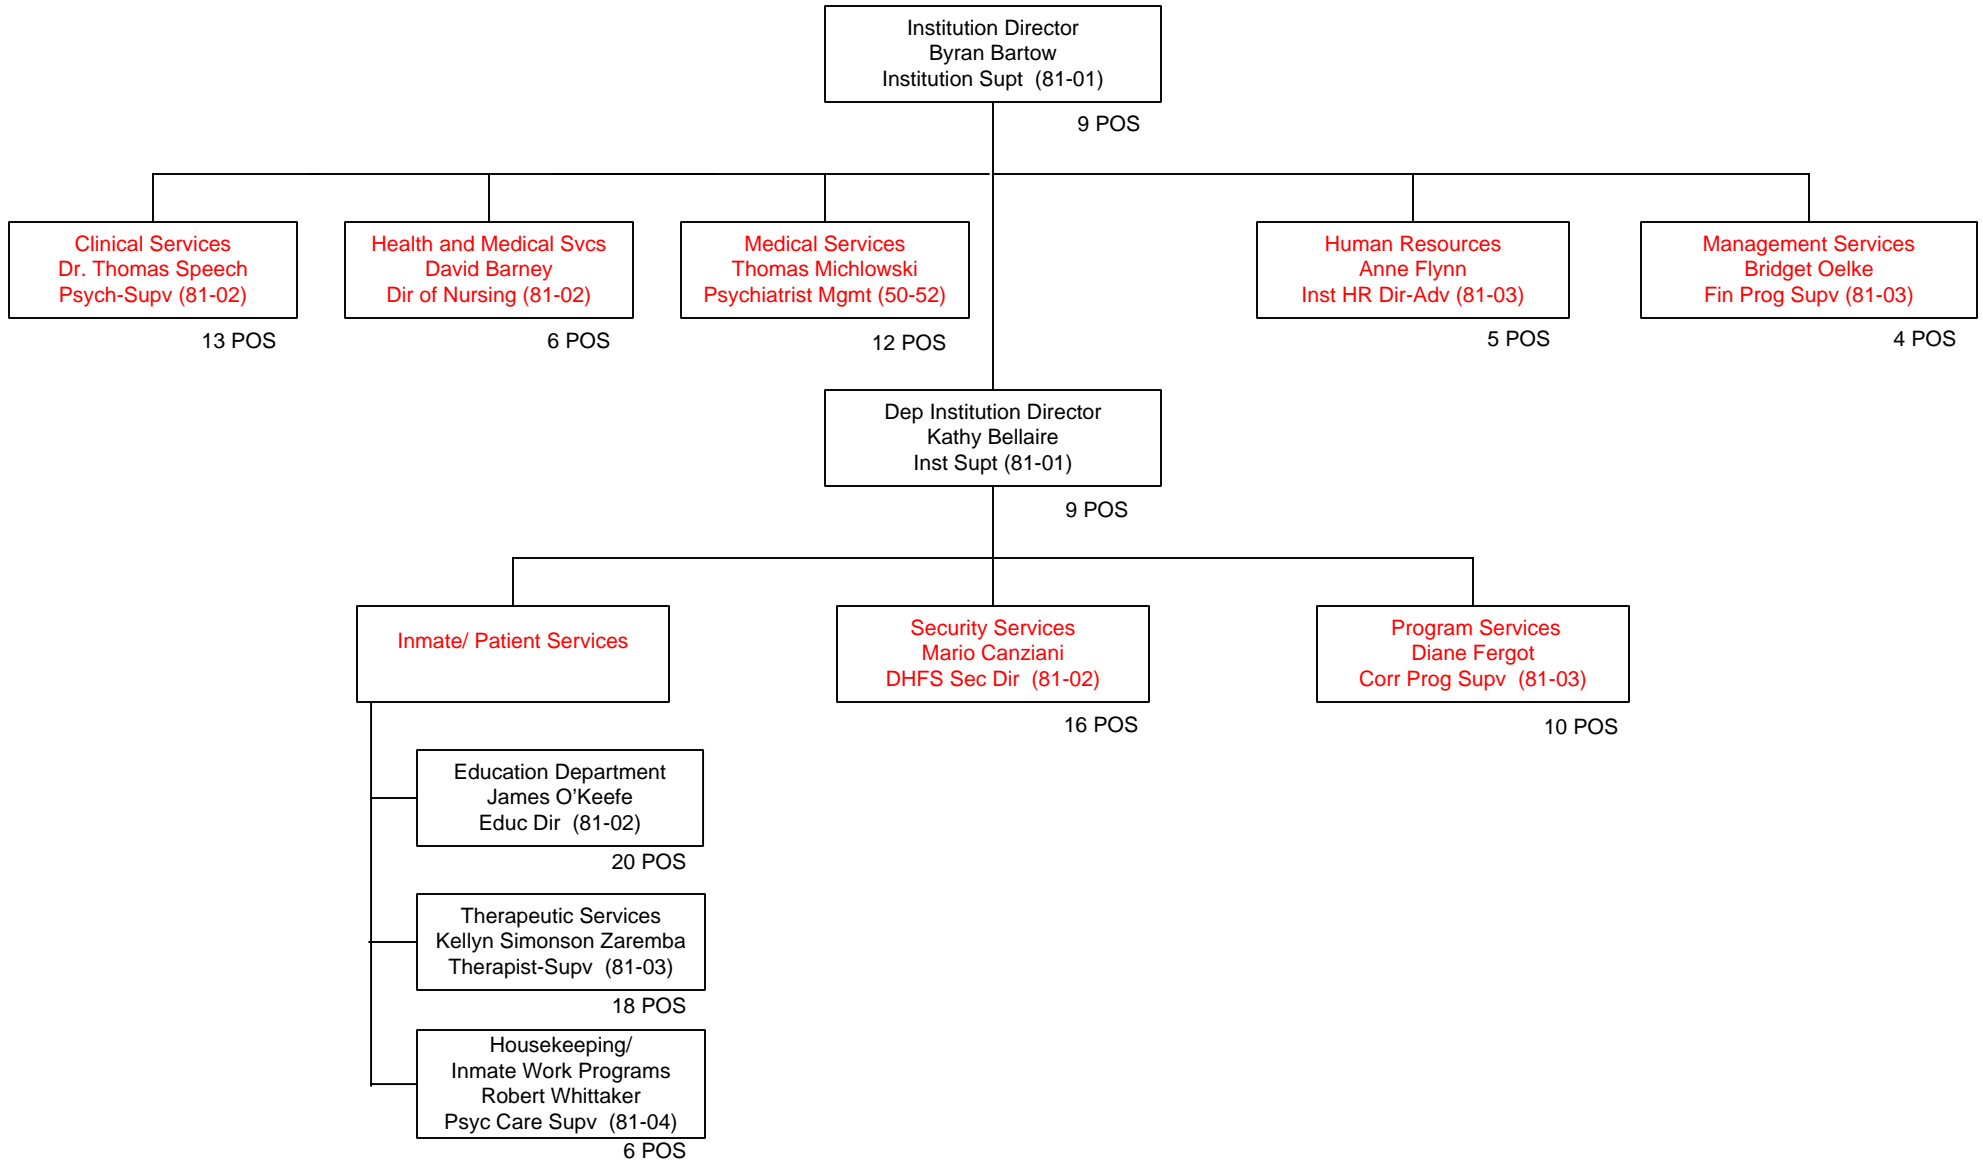 Institution Director
Byran Bartow
Institution Supt  (81-01)
9 POS
Clinical Services
Dr. Thomas Speech
Psych-Supv (81-02)
13 POS
Health and Medical Svcs
David Barney
Dir of Nursing (81-02)
6 POS
Medical Services
Thomas Michlowski
Psychiatrist Mgmt (50-52)
12 POS
Human Resources
Anne Flynn
Inst HR Dir-Adv (81-03)
5 POS
Management Services
Bridget Oelke
Fin Prog Supv (81-03)
4 POS
Dep Institution Director
Kathy Bellaire
Inst Supt (81-01)
9 POS
Inmate/ Patient Services
Security Services
Mario Canziani
DHFS Sec Dir  (81-02)
16 POS
Program Services
Diane Fergot
Corr Prog Supv  (81-03)
10 POS
Education Department
James O’Keefe
Educ Dir  (81-02)
20 POS
Therapeutic Services
Kellyn Simonson Zaremba
Therapist-Supv  (81-03)
18 POS
Housekeeping/
Inmate Work Programs
Robert Whittaker
Psyc Care Supv  (81-04)
6 POS